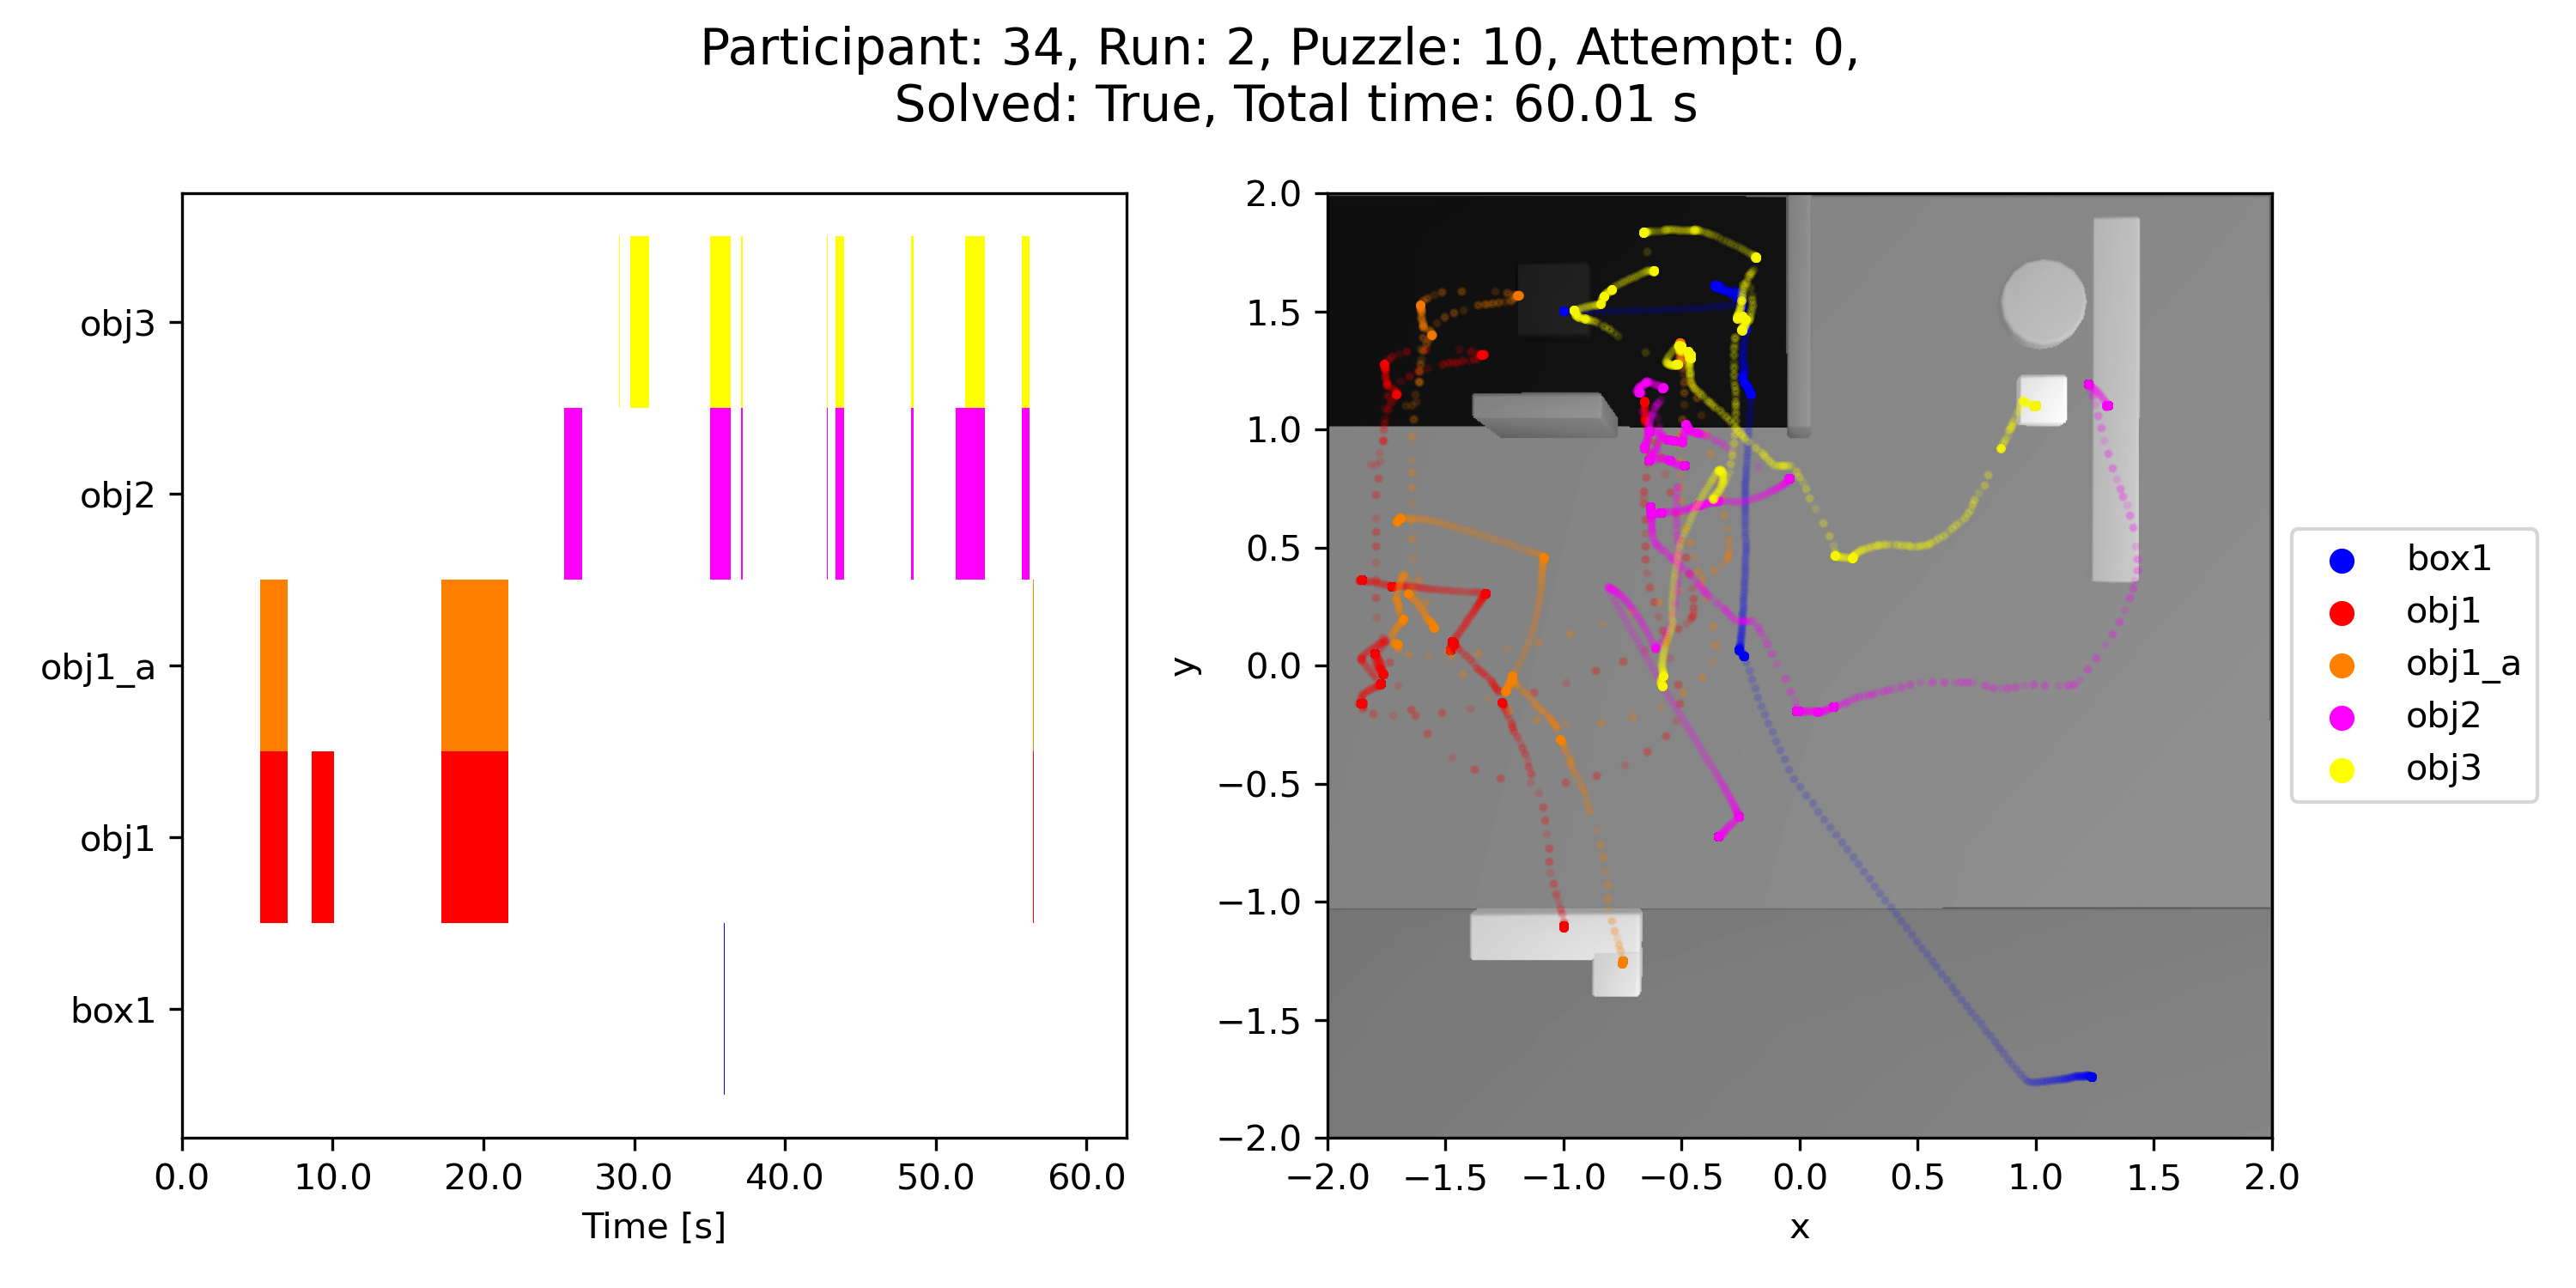 Participant: 34, Run: 2, Puzzle: 10, Attempt: 0,
Solved: True, Total time: 60.01 s
obj3
obj2
obj1_a
obj1
box1
0.0 10.0 20.0 30.0 40.0 50.0 60.0
Time [s]
2.0
1.5
1.0
0.5
0.0
−0.5
−1.0
−1.5
−2.0
y
−2.0 −1.5 −1.0 −0.5 0.0 0.5 1.0 1.5 2.0
x
box1
obj1
obj1_a
obj2
obj3